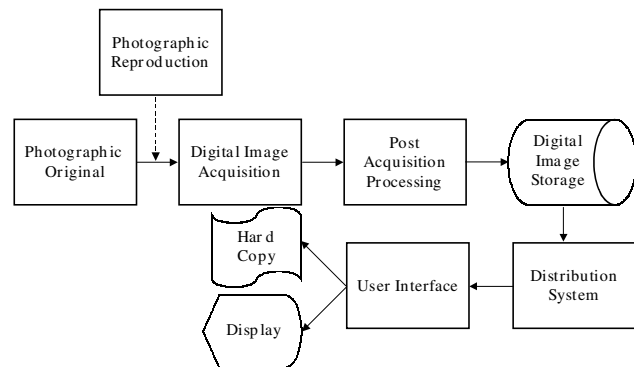 Photographic
Reproduction
Photographic
Original
Digital Image
Acquisition
Post
Acquisition
Processing
Digital
Image
Storage
Hard
Copy
User Interface
Distribution
System
Display